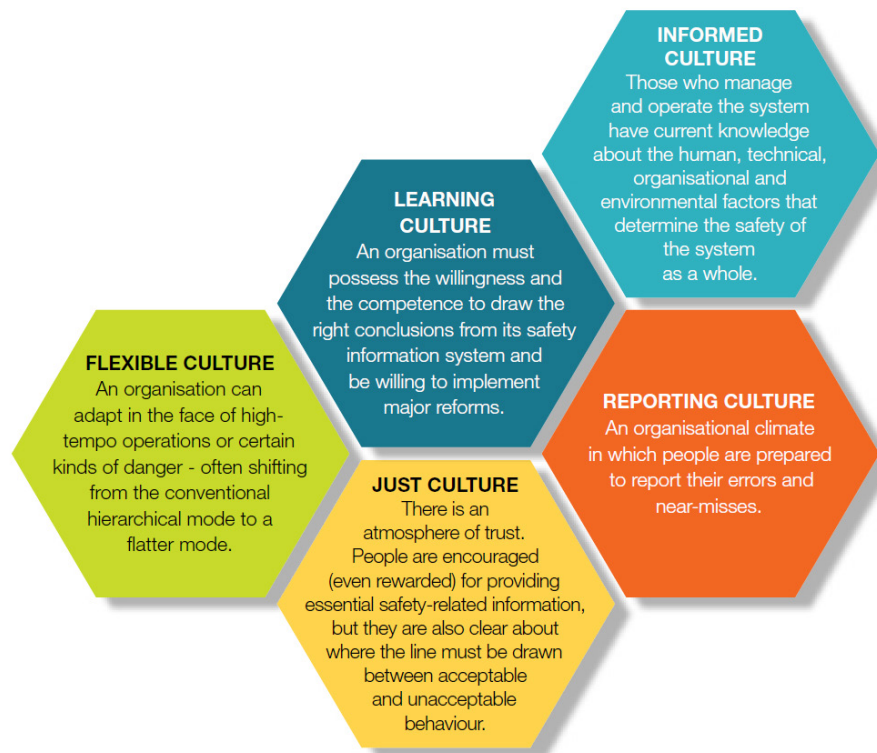 INFORMED
CULTURE
Those who manage
and operate the system
have current knowledge
about the human, technical,
organisational and
environmental factors that
determine the safety of
the system
as a whole.
LEARNING
CULTURE
An organisation must
possess the willingness and
the competence to draw the
right conclusions from its safety
information system and
be willing to implement
major reforms.
FLEXIBLE CULTURE
An organisation can
adapt in the face of high-
tempo operations or certain
kinds of danger - often shifting
from the conventional
hierarchical mode to a
flatter mode.
REPORTING CULTURE
An organisational climate
in which people are prepared
to report their errors and
near-misses.
JUST CULTURE
There is an
atmosphere of trust.
People are encouraged
(even rewarded) for providing
essential safety-related information,
but they are also clear about
where the line must be drawn
between acceptable
and unacceptable
behaviour.